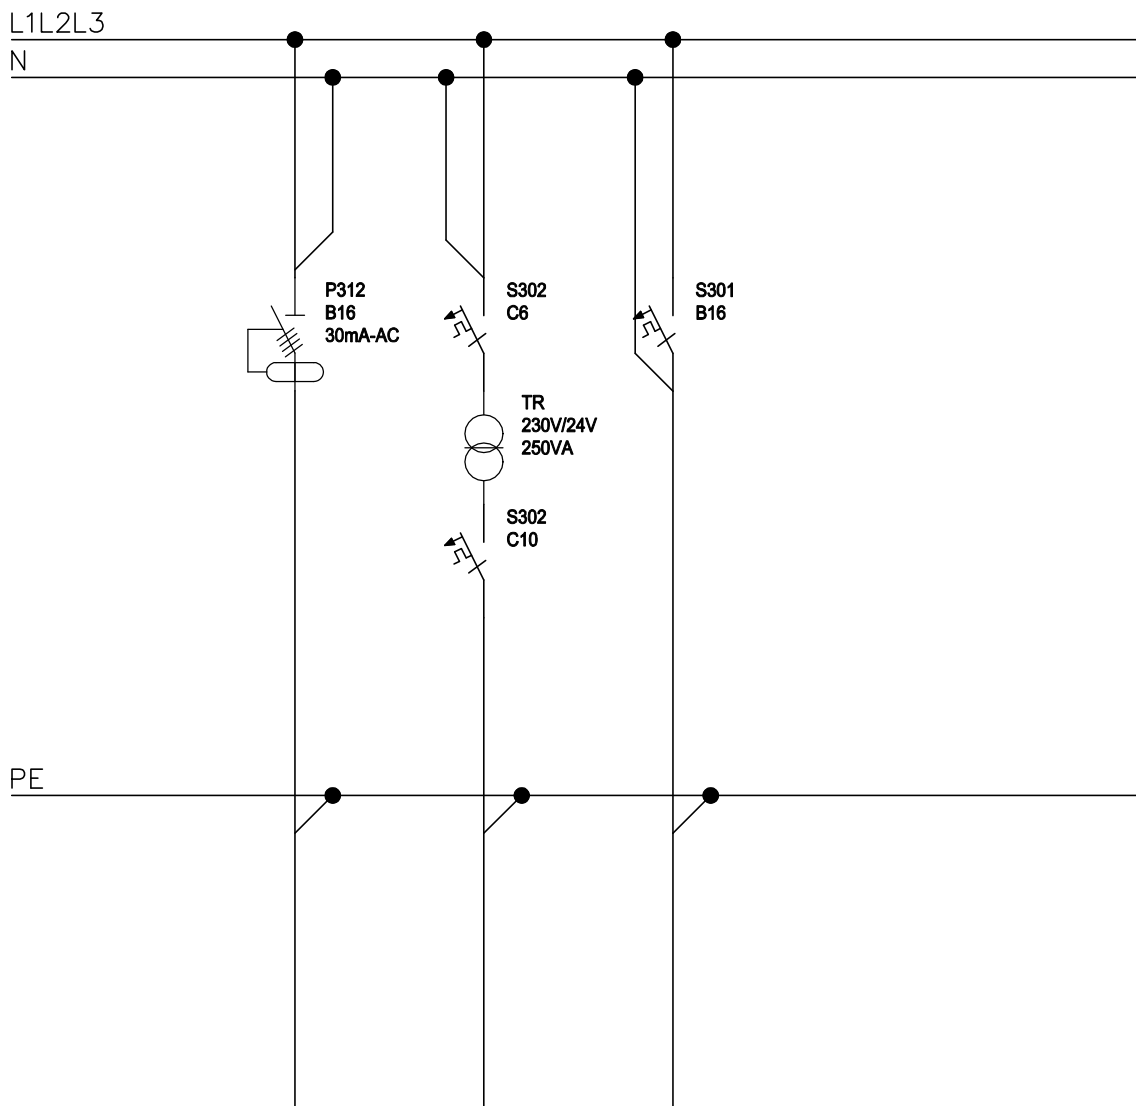 L1L2L3
N
P312
B16
30mA-AC
S302
C6
S301
B16
TR
230V/24V
250VA
S302
C10
PE